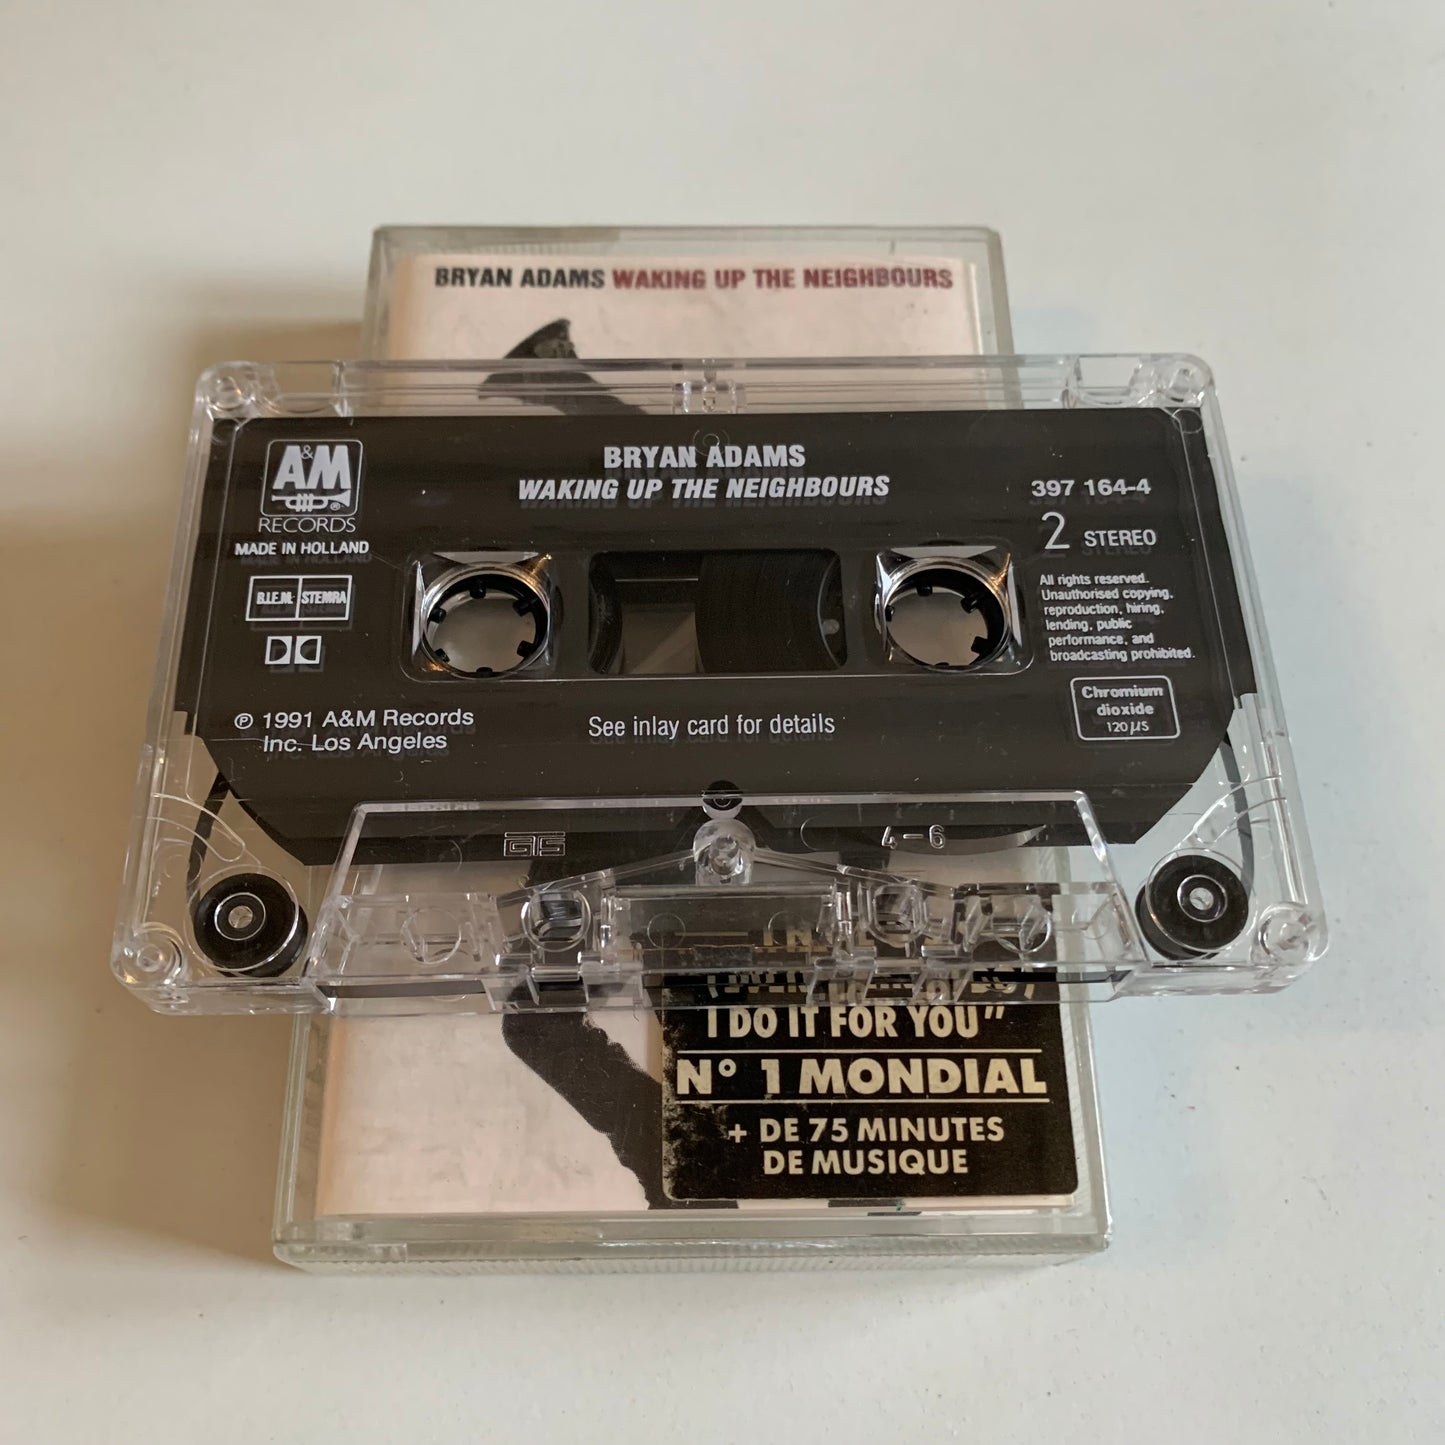 BRYAN ADAMS WAKING UP THE NEIGHBOURS
A&M
RECORDS
MADE IN HOLLAND
B.I.E.M. STEMRA
BRYAN ADAMS
WAKING UP THE NEIGHBOURS
397 164-4
2 STEREO
All rights reserved.
Unauthorised copying,
reproduction, hiring,
lending, public
performance, and
broadcasting prohibited.
Chromium
dioxide
120 µS
℗ 1991 A&M Records
Inc. Los Angeles
See inlay card for details
4-6
I DO IT FOR YOU"
N° 1 MONDIAL
+ DE 75 MINUTES
DE MUSIQUE